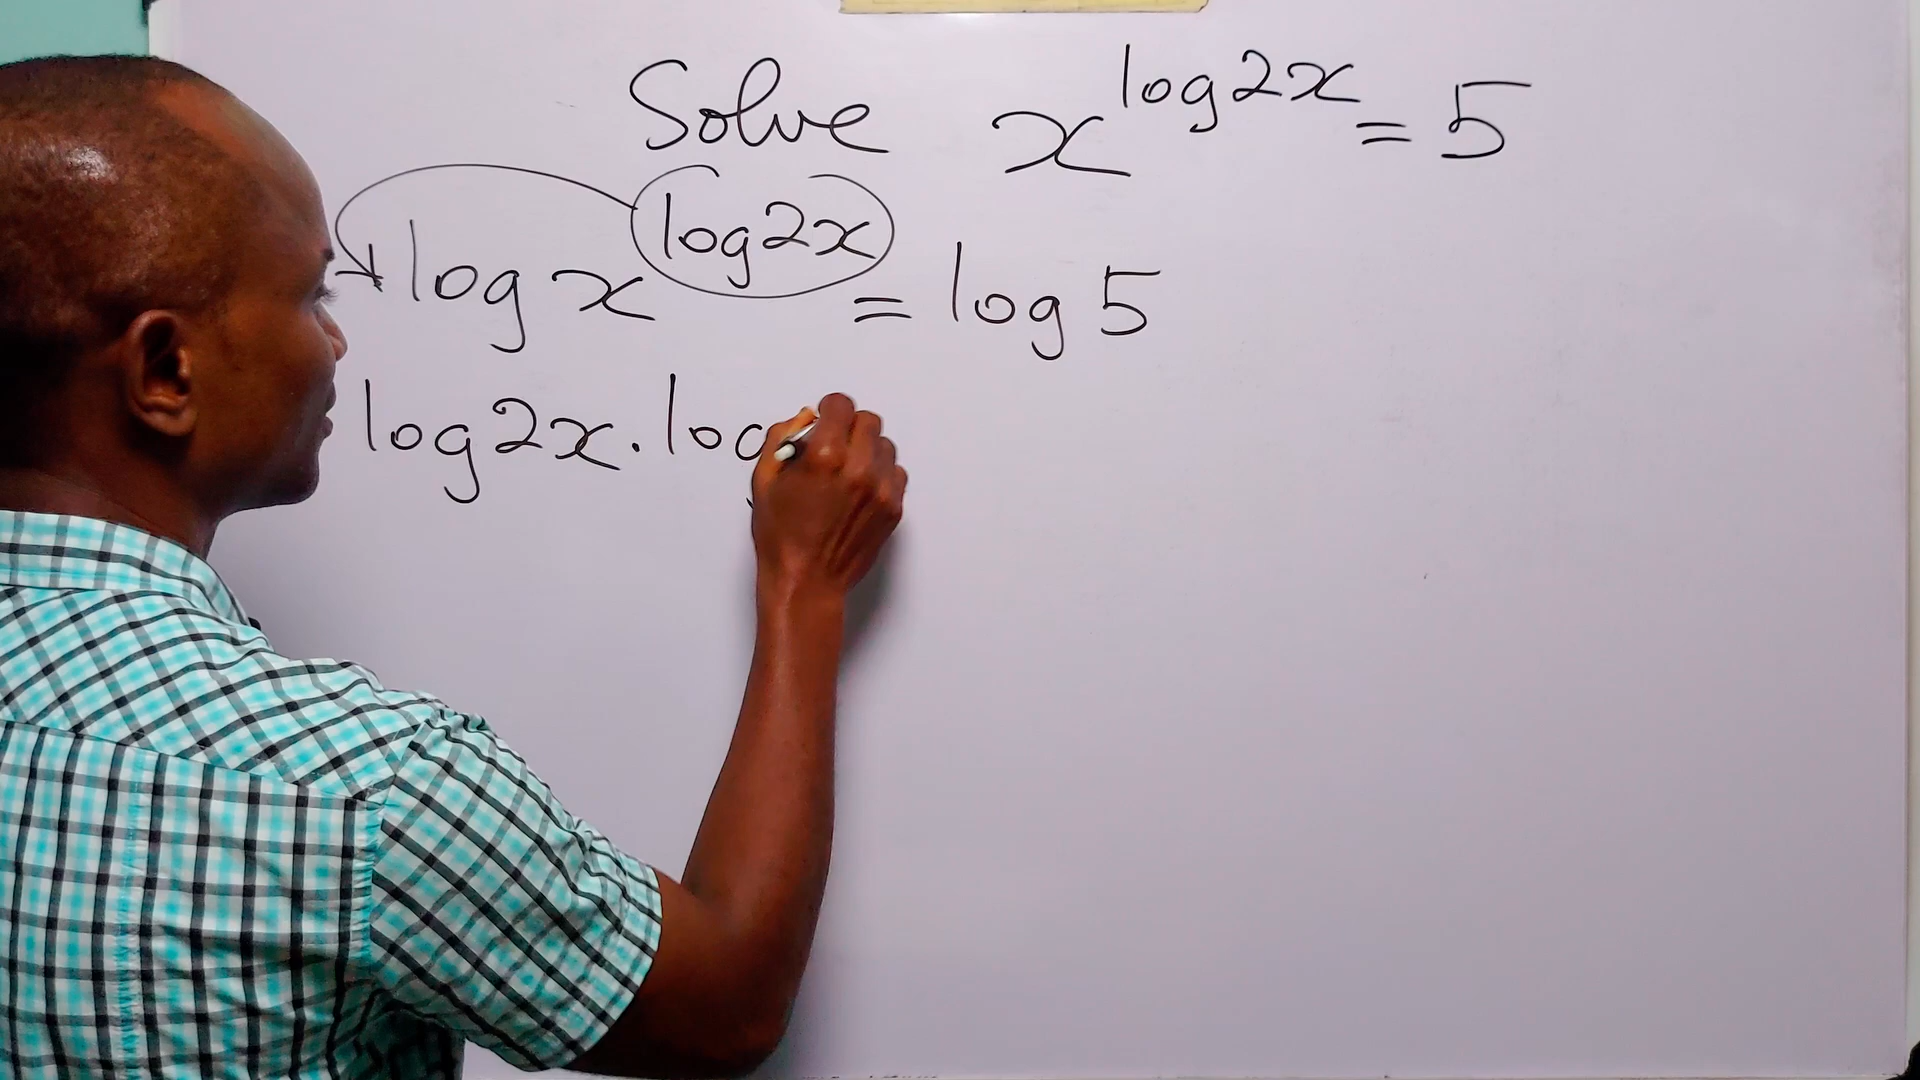 Solve x^log2x = 5
log x^log2x = log 5
log2x . log